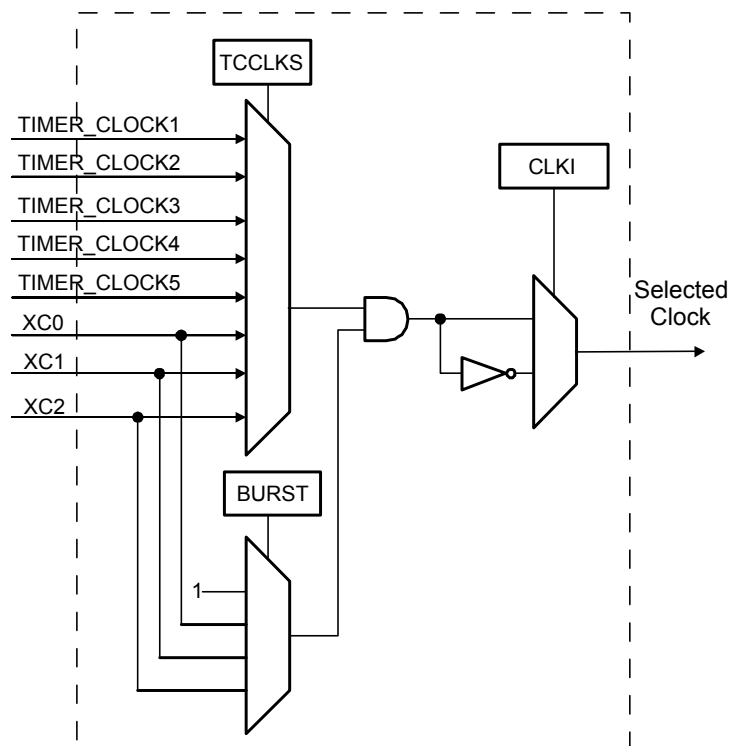 TCCLKS
TIMER_CLOCK1
TIMER_CLOCK2
CLKI
TIMER_CLOCK3
TIMER_CLOCK4
TIMER_CLOCK5
Selected
Clock
XC0
XC1
XC2
BURST
1